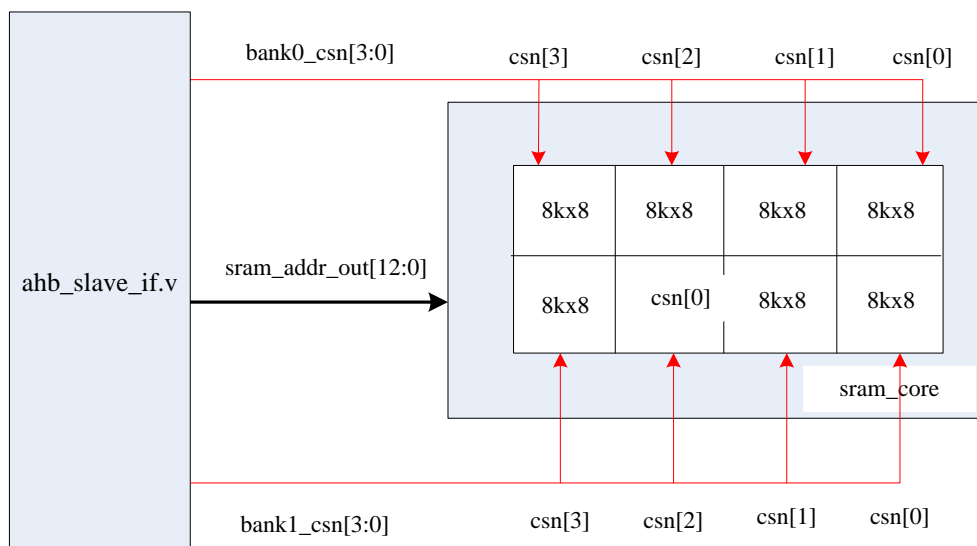 bank0_csn[3:0]
csn[3]
csn[2]
csn[1]
csn[0]
8kx8
8kx8
8kx8
8kx8
ahb_slave_if.v
sram_addr_out[12:0]
8kx8
csn[0]
8kx8
8kx8
sram_core
bank1_csn[3:0]
csn[3]
csn[2]
csn[1]
csn[0]